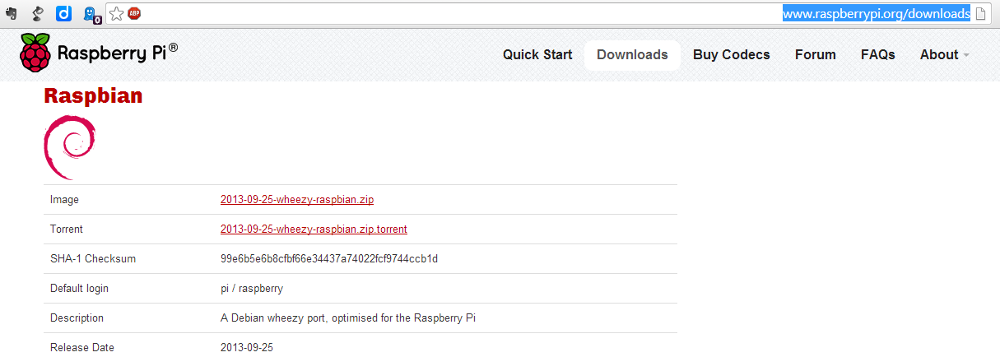 0 ABP www.raspberrypi.org/downloads
Raspberry Pi® Quick Start Downloads Buy Codecs Forum FAQs About
Raspbian
Image 2013-09-25-wheezy-raspbian.zip
Torrent 2013-09-25-wheezy-raspbian.zip.torrent
SHA-1 Checksum 99e6b5e6b8cfbf66e34437a74022fcf9744ccb1d
Default login pi / raspberry
Description A Debian wheezy port, optimised for the Raspberry Pi
Release Date 2013-09-25